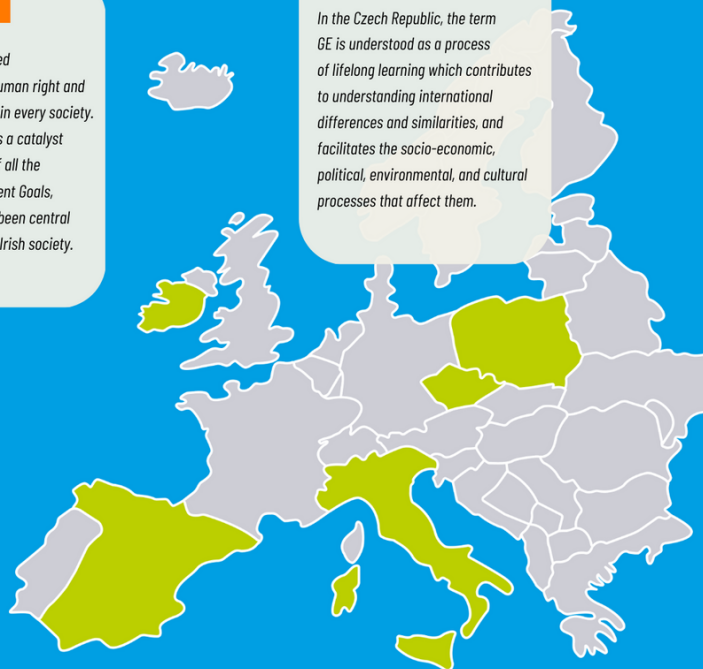 ed
uman right and
in every society.
s a catalyst
f all the
ent Goals,
been central
Irish society.
In the Czech Republic, the term
GE is understood as a process
of lifelong learning which contributes
to understanding international
differences and similarities, and
facilitates the socio-economic,
political, environmental, and cultural
processes that affect them.